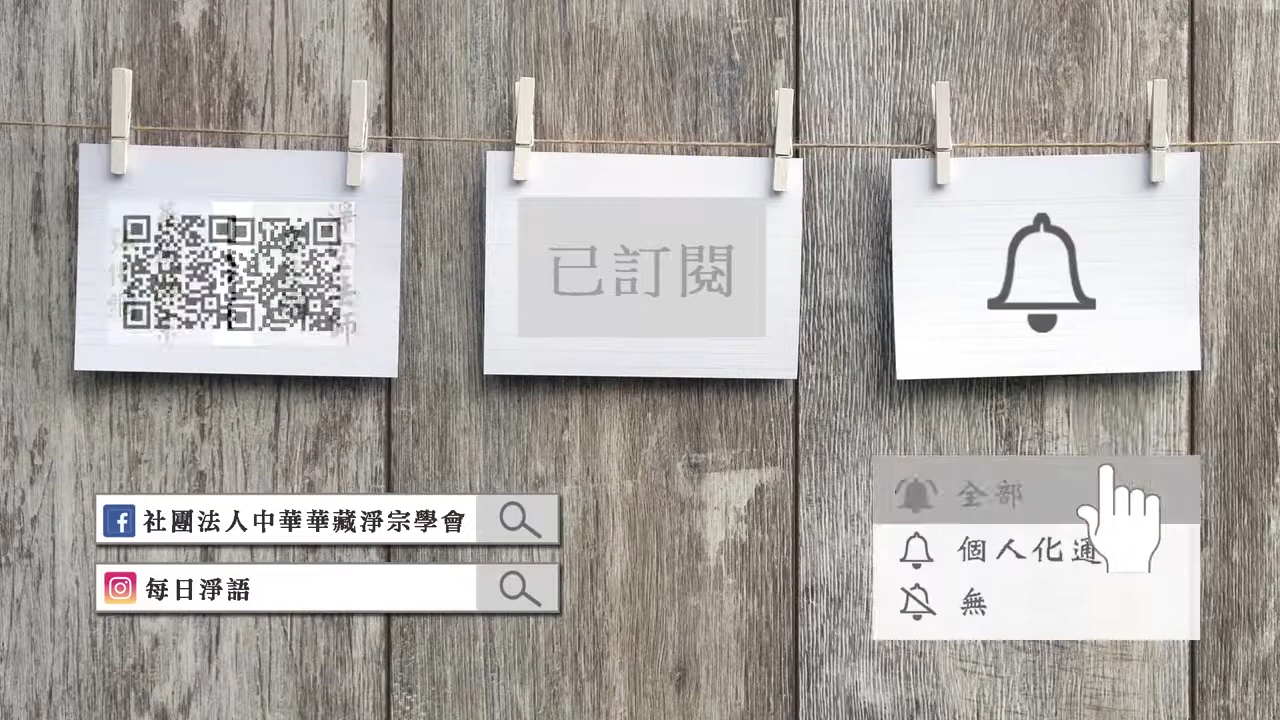 已訂閱
社團法人中華華藏淨宗學會
每日淨語
全部
個人化通
無